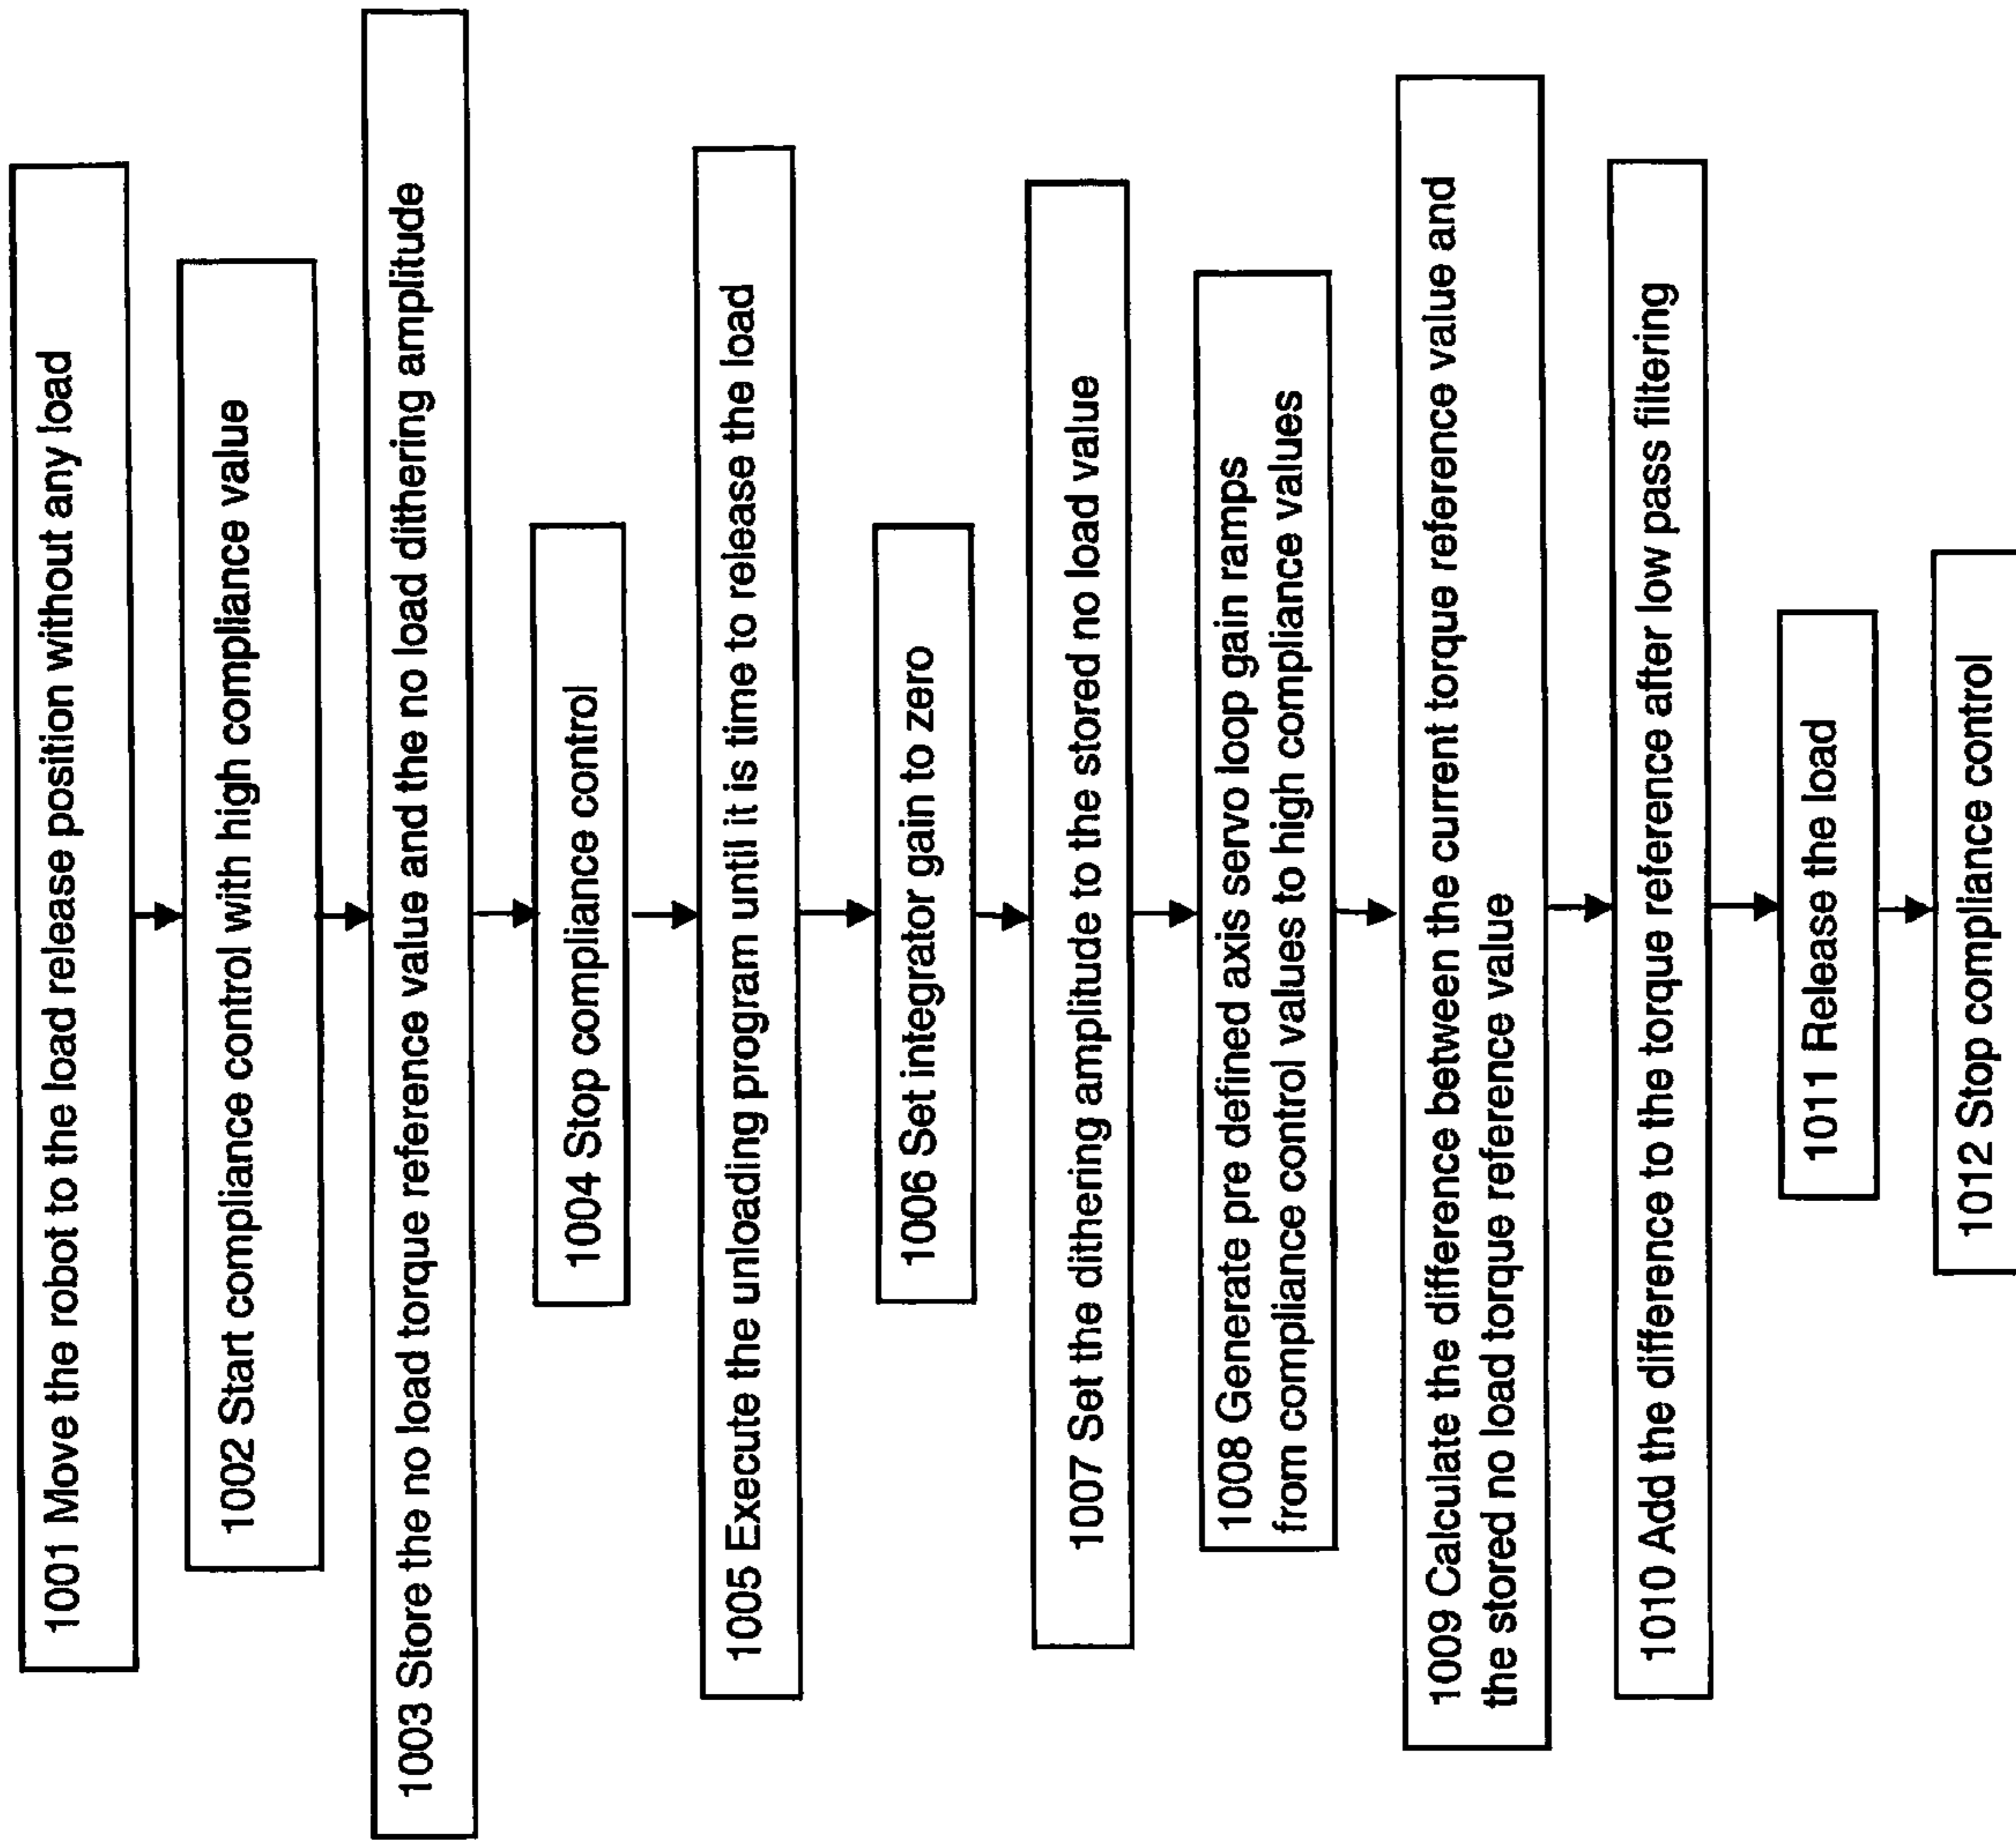 1001 Move the robot to the load release position without any load
1002 Start compliance control with high compliance value
1003 Store the no load torque reference value and the no load dithering amplitude
1004 Stop compliance control
1005 Execute the unloading program until it is time to release the load
1006 Set integrator gain to zero
1007 Set the dithering amplitude to the stored no load value
1008 Generate pre defined axis servo loop gain ramps
from compliance control values to high compliance values
1009 Calculate the difference between the current torque reference value and
the stored no load torque reference value
1010 Add the difference to the torque reference after low pass filtering
1011 Release the load
1012 Stop compliance control